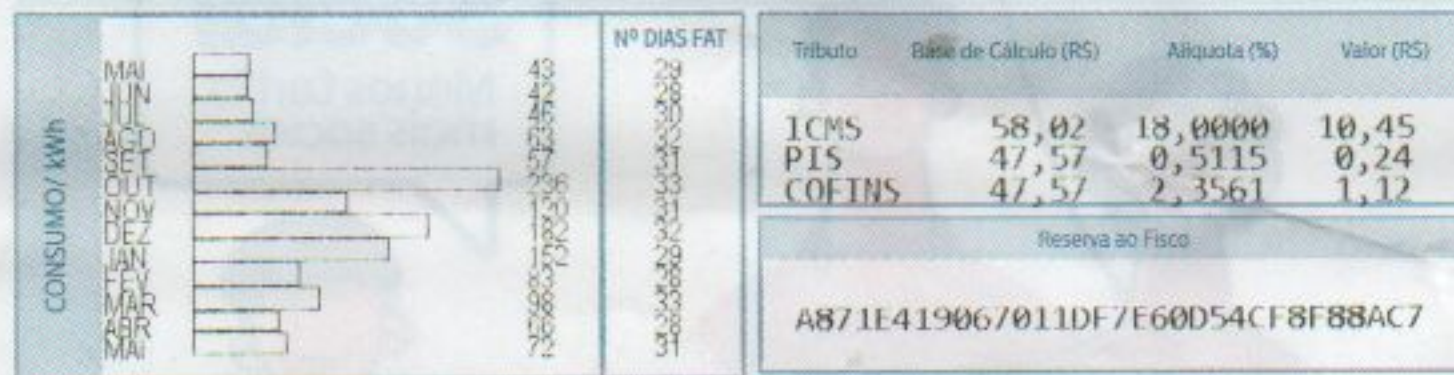 CONSUMO/ kWh
Nº DIAS FAT
MAI 43 29
JUN 42 28
JUL 30
AGO 63 32
SET 57 31
OUT 236 33
NOV 31
DEZ 182 32
JAN 152 29
FEV 83
MAR 98 33
ABR
MAI 72 31
Tributo Base de Cálculo (R$) Alíquota (%) Valor (R$)
ICMS 58,02 18,0000 10,45
PIS 47,57 0,5115 0,24
COFINS 47,57 2,3561 1,12
Reserva ao Fisco
A871E419067011DF7E60D54CF8F88AC7